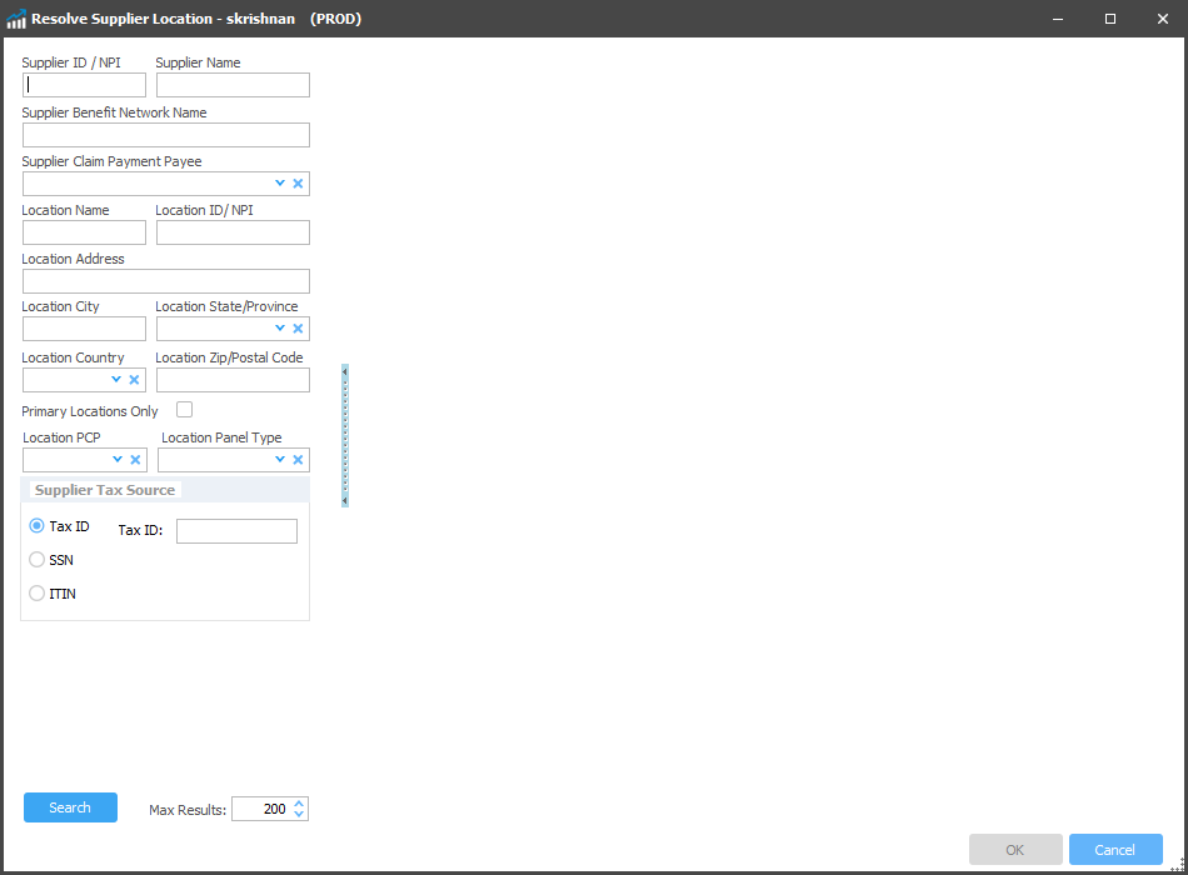 Resolve Supplier Location - skrishnan (PROD)
Supplier ID / NPI Supplier Name
Supplier Benefit Network Name
Supplier Claim Payment Payee
Location Name Location ID/ NPI
Location Address
Location City Location State/Province
Location Country Location Zip/Postal Code
Primary Locations Only
Location PCP Location Panel Type
Supplier Tax Source
Tax ID Tax ID:
SSN
ITIN
Search Max Results: 200
OK Cancel